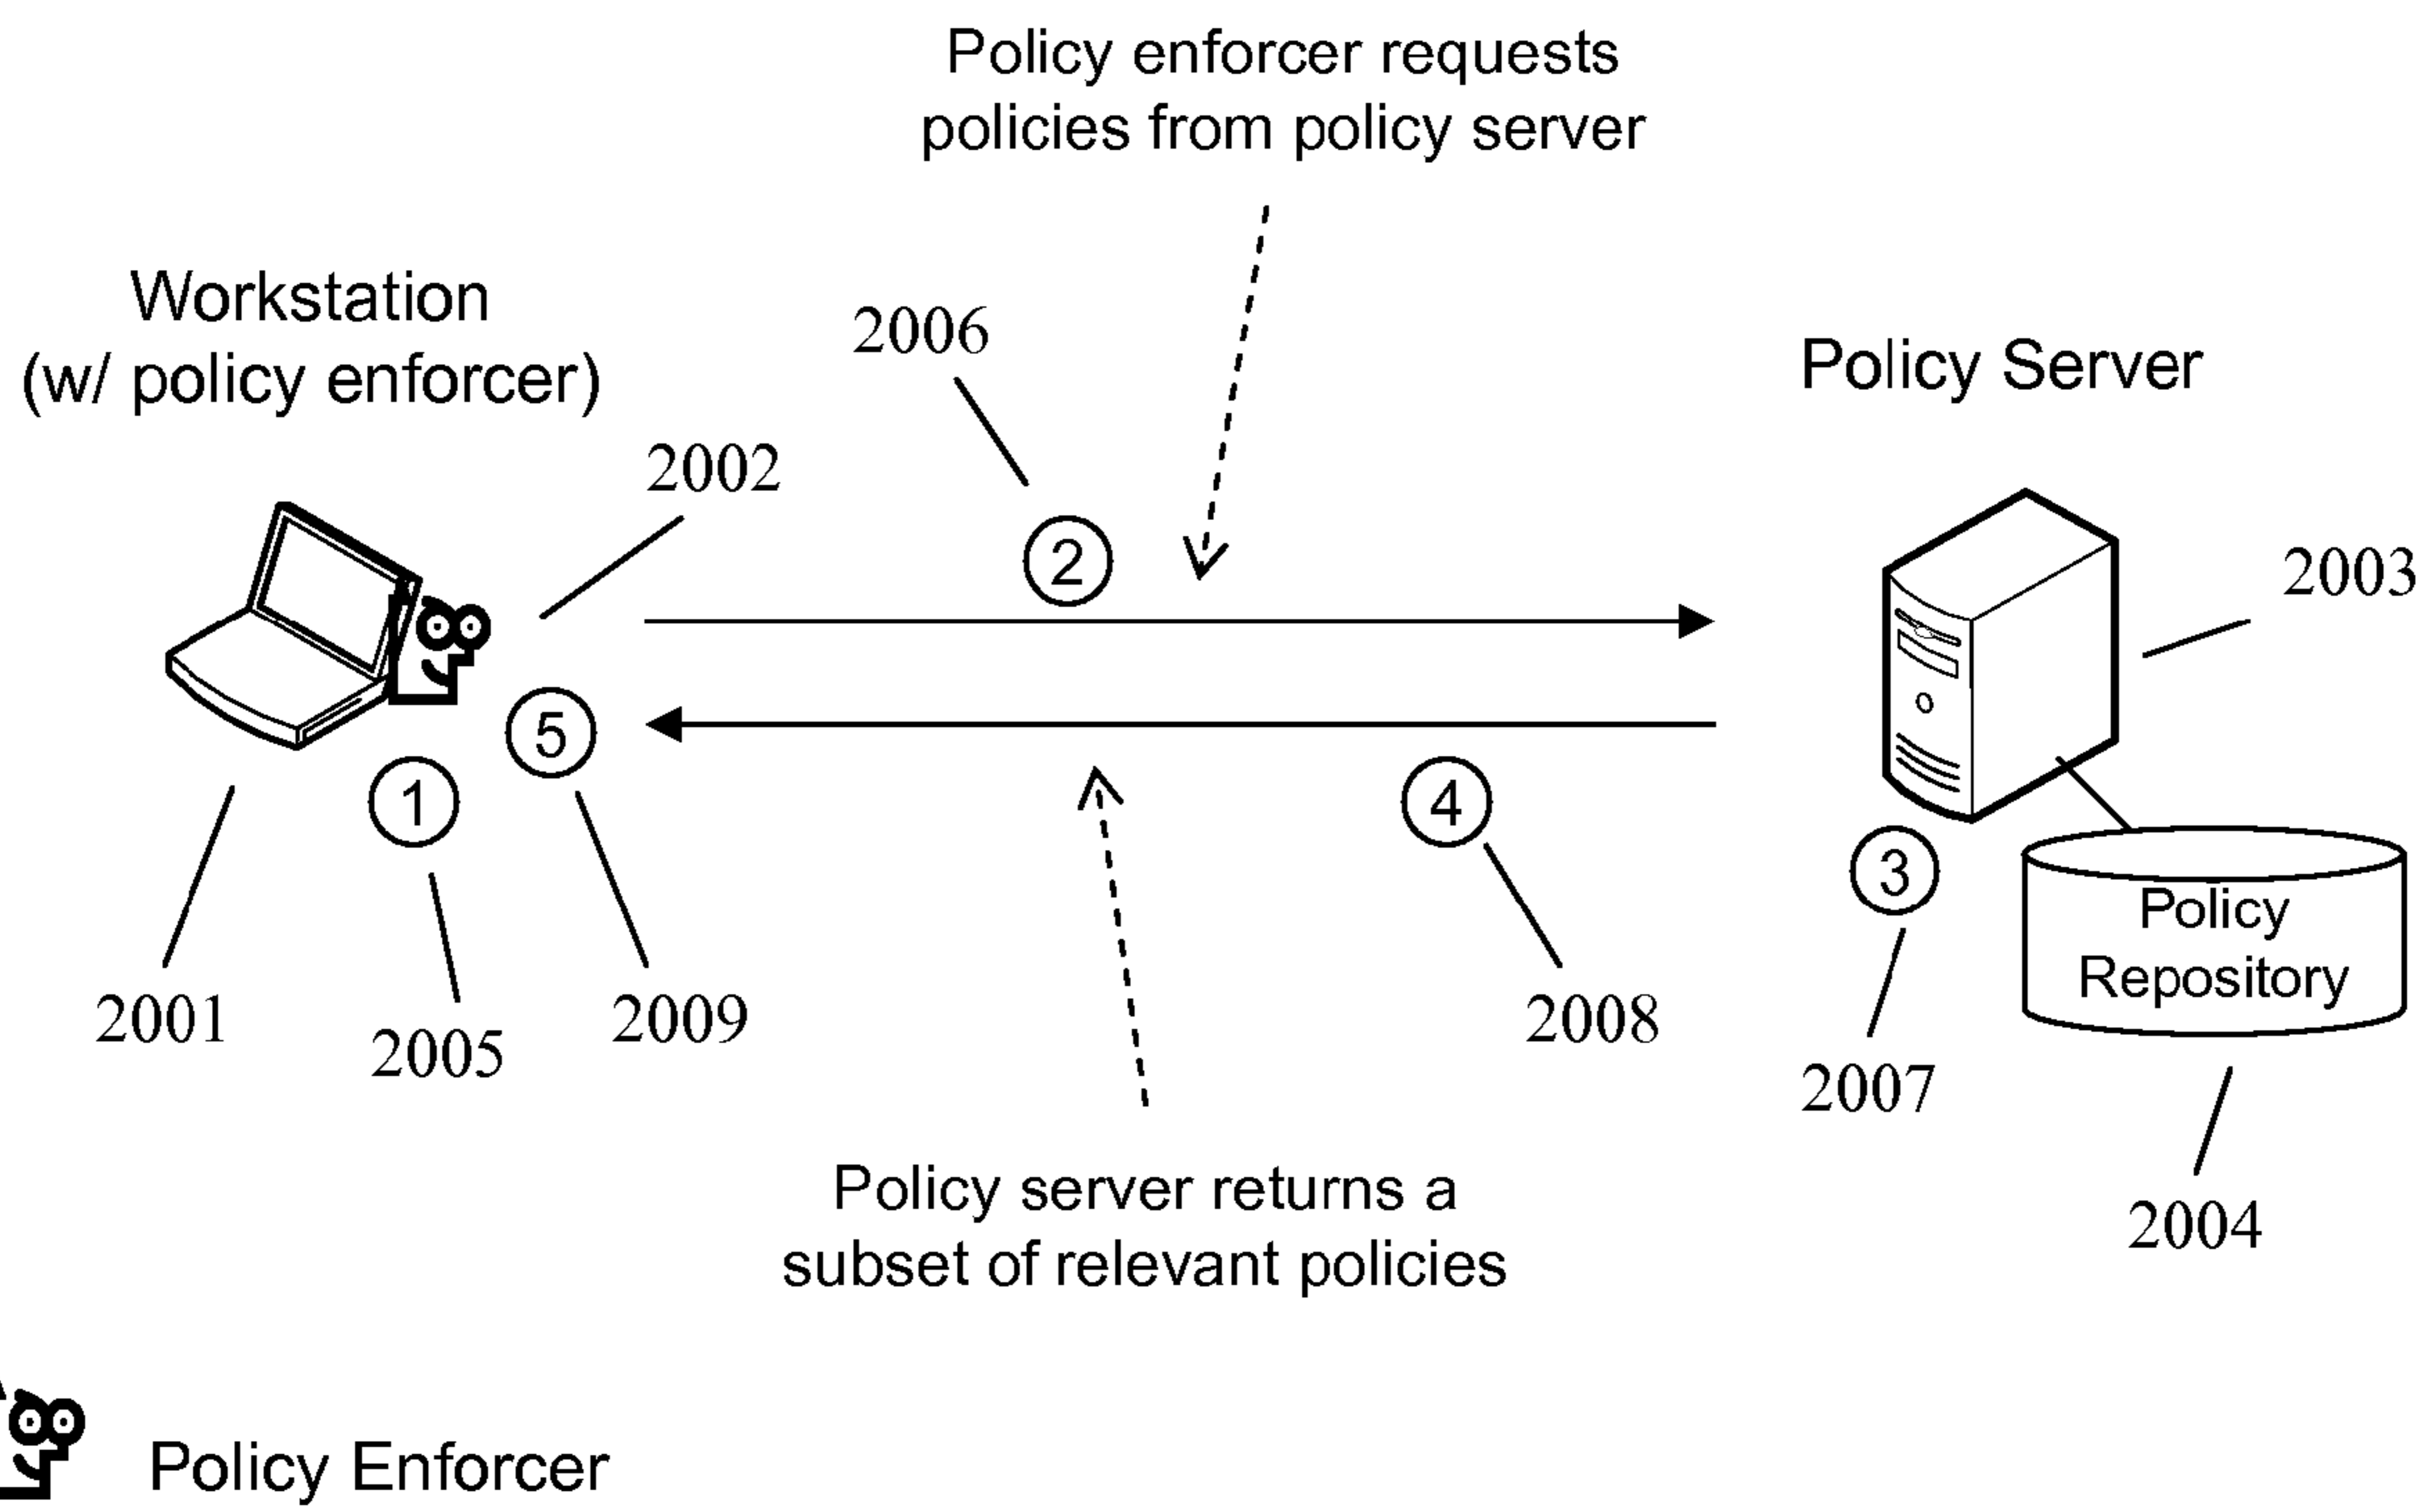 Policy enforcer requests
policies from policy server
Workstation
(w/ policy enforcer)
2006
Policy Server
2002
2
2003
5
1
4
3
Policy
Repository
2001
2005
2009
2008
2007
2004
Policy server returns a
subset of relevant policies
Policy Enforcer